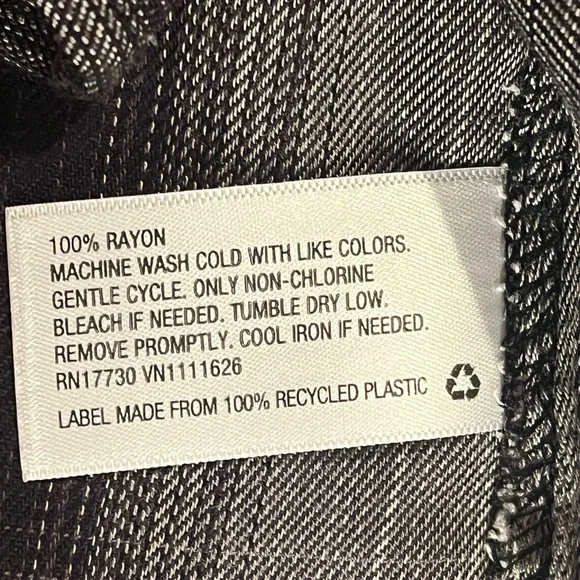 100% RAYON
MACHINE WASH COLD WITH LIKE COLORS.
GENTLE CYCLE. ONLY NON-CHLORINE
BLEACH IF NEEDED. TUMBLE DRY LOW.
REMOVE PROMPTLY. COOL IRON IF NEEDED.
RN17730 VN1111626
LABEL MADE FROM 100% RECYCLED PLASTIC